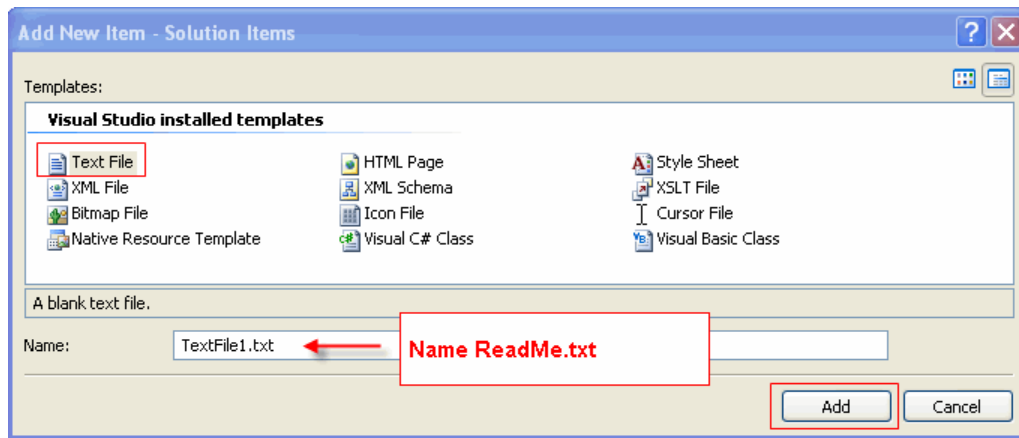 Add New Item - Solution Items
Templates:
Visual Studio installed templates
Text File
HTML Page
Style Sheet
XML File
XML Schema
XSLT File
Bitmap File
Icon File
Cursor File
Native Resource Template
Visual C# Class
Visual Basic Class
A blank text file.
Name:
TextFile1.txt
Name ReadMe.txt
Add
Cancel